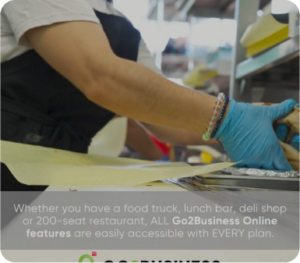 Whether you have a food truck, lunch bar, deli shop
or 200-seat restaurant, ALL Go2Business Online
features are easily accessible with EVERY plan.
GO2BUSINESS